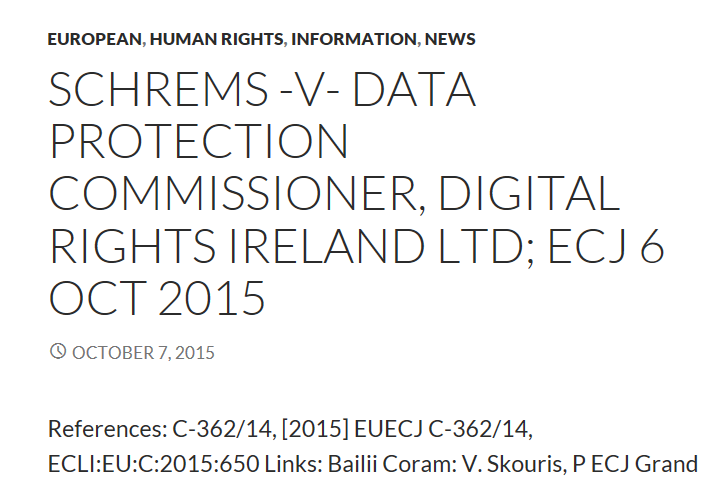 EUROPEAN, HUMAN RIGHTS, INFORMATION, NEWS
SCHREMS -V- DATA
PROTECTION
COMMISSIONER, DIGITAL
RIGHTS IRELAND LTD; ECJ 6
OCT 2015
OCTOBER 7, 2015
References: C-362/14, [2015] EUECJ C-362/14,
ECLI:EU:C:2015:650 Links: Bailii Coram: V. Skouris, P ECJ Grand